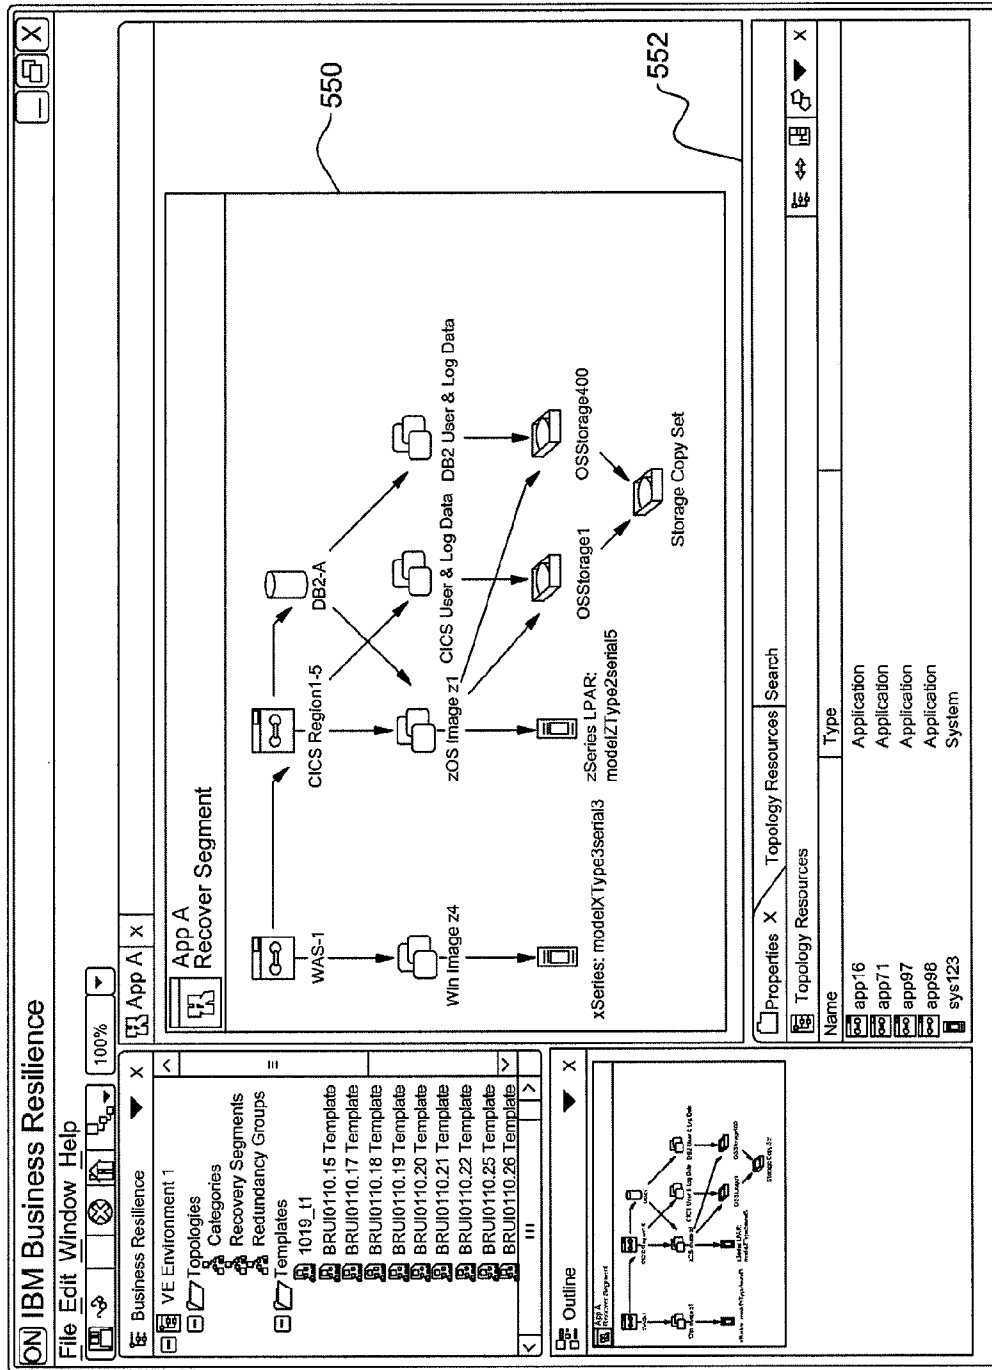 ON IBM Business Resilience
File Edit Window Help
100%
Business Resilience X
VE Environment 1
Topologies
Categories
Recovery Segments
Redundancy Groups
Templates
1019_t1
BRUI0110.15 Template
BRUI0110.17 Template
BRUI0110.18 Template
BRUI0110.19 Template
BRUI0110.20 Template
BRUI0110.21 Template
BRUI0110.22 Template
BRUI0110.25 Template
BRUI0110.26 Template
Outline X
App A
Recover Segment
App A X
App A
Recover Segment
WAS-1
CICS Region1-5
DB2-A
Win Image z4
zOS Image z1
CICS User & Log Data
DB2 User & Log Data
xSeries: modelXType3serial3
zSeries LPAR:
modelZType2serial5
OSStorage1
OSStorage400
Storage Copy Set
550
552
Properties X Topology Resources Search
Topology Resources X
Name Type
app16 Application
app71 Application
app97 Application
app98 Application
sys123 System